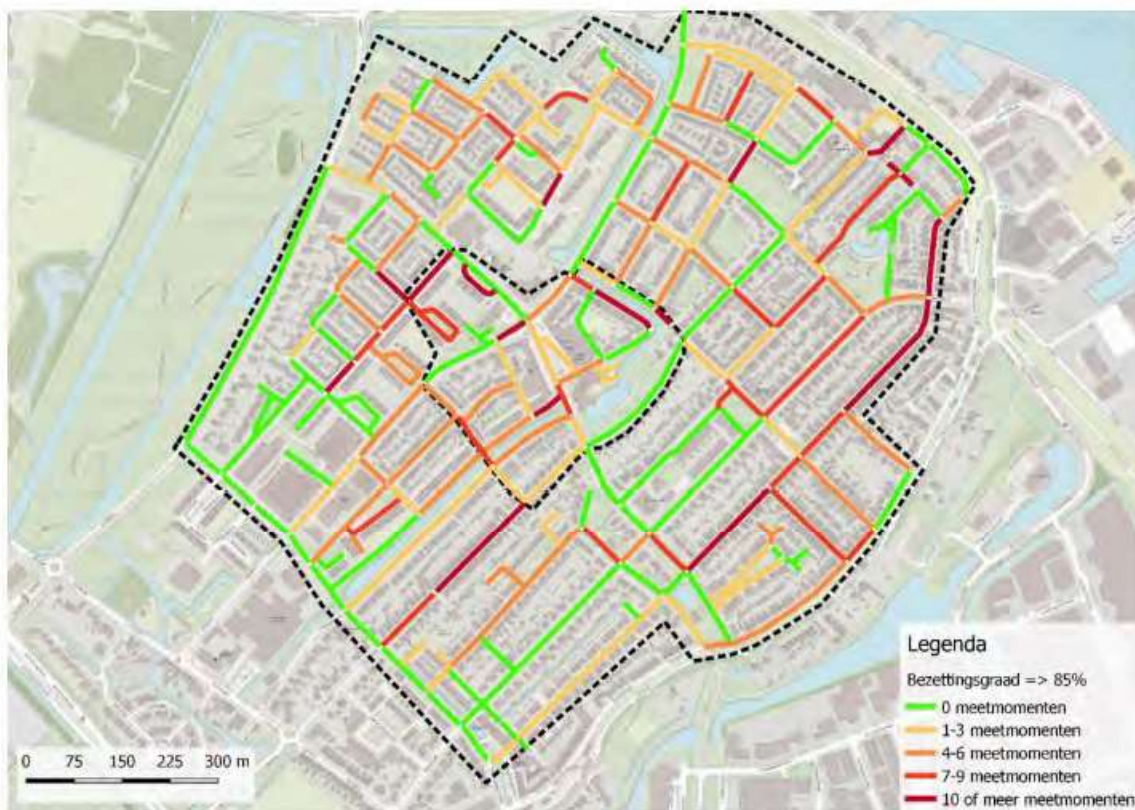 Legenda
Bezettingsgraad => 85%
0 meetmomenten
1-3 meetmomenten
4-6 meetmomenten
7-9 meetmomenten
10 of meer meetmomenten
0 75 150 225 300 m